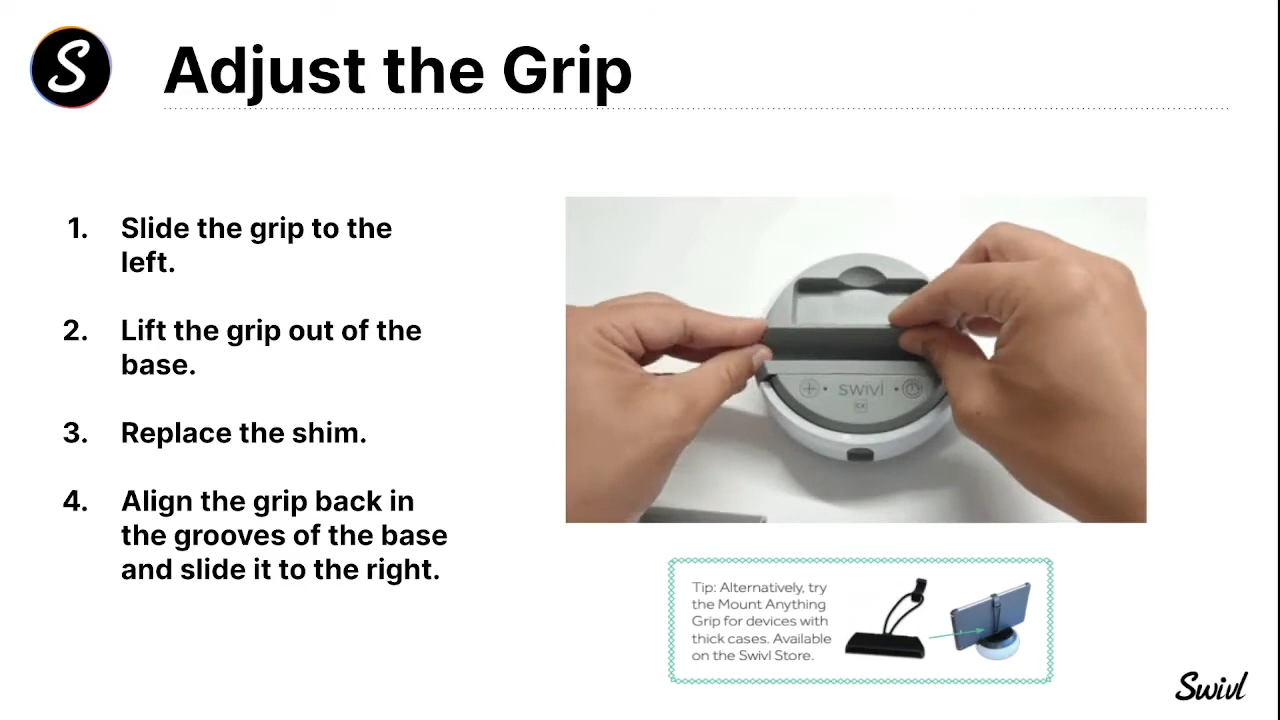 S
Adjust the Grip
1. Slide the grip to the
left.
2. Lift the grip out of the
base.
3. Replace the shim.
4. Align the grip back in
the grooves of the base
and slide it to the right.
swivl
CX
Tip: Alternatively, try
the Mount Anything
Grip for devices with
thick cases. Available
on the Swivl Store.
Swivl